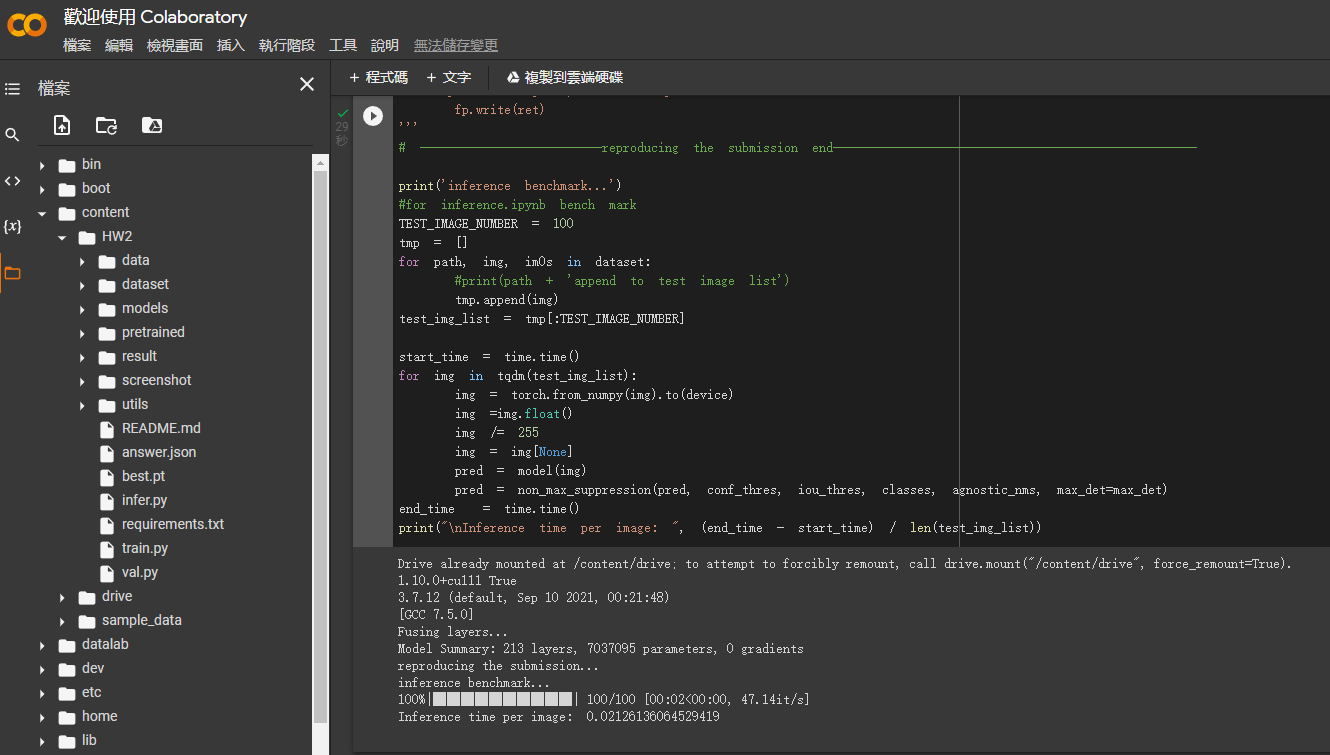 歡迎使用 Colaboratory
檔案 編輯 檢視畫面 插入 執行階段 工具 說明 無法儲存變更
檔案
+ 程式碼 + 文字 複製到雲端硬碟
bin
boot
content
HW2
data
dataset
models
pretrained
result
screenshot
utils
README.md
answer.json
best.pt
infer.py
requirements.txt
train.py
val.py
drive
sample_data
datalab
dev
etc
home
lib
29
秒
fp.write(ret)
'''
# ──────────────reproducing the submission end────────────────────────────
print('inference benchmark...')
#for inference.ipynb bench mark
TEST_IMAGE_NUMBER = 100
tmp = []
for path, img, im0s in dataset:
#print(path + 'append to test image list')
tmp.append(img)
test_img_list = tmp[:TEST_IMAGE_NUMBER]
start_time = time.time()
for img in tqdm(test_img_list):
img = torch.from_numpy(img).to(device)
img =img.float()
img /= 255
img = img[None]
pred = model(img)
pred = non_max_suppression(pred, conf_thres, iou_thres, classes, agnostic_nms, max_det=max_det)
end_time = time.time()
print("\nInference time per image: ", (end_time - start_time) / len(test_img_list))
Drive already mounted at /content/drive; to attempt to forcibly remount, call drive.mount("/content/drive", force_remount=True).
1.10.0+cu111 True
3.7.12 (default, Sep 10 2021, 00:21:48)
[GCC 7.5.0]
Fusing layers...
Model Summary: 213 layers, 7037095 parameters, 0 gradients
reproducing the submission...
inference benchmark...
100%|██████████| 100/100 [00:02<00:00, 47.14it/s]
Inference time per image: 0.02126136064529419